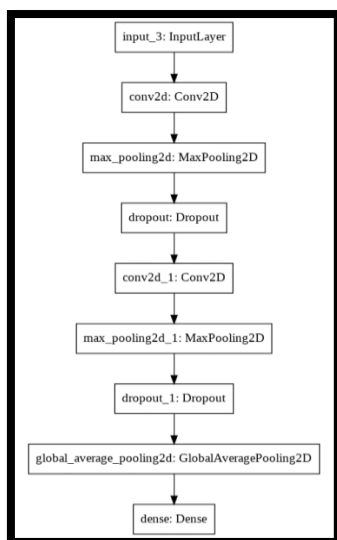 input_3: InputLayer
conv2d: Conv2D
max_pooling2d: MaxPooling2D
dropout: Dropout
conv2d_1: Conv2D
max_pooling2d_1: MaxPooling2D
dropout_1: Dropout
global_average_pooling2d: GlobalAveragePooling2D
dense: Dense